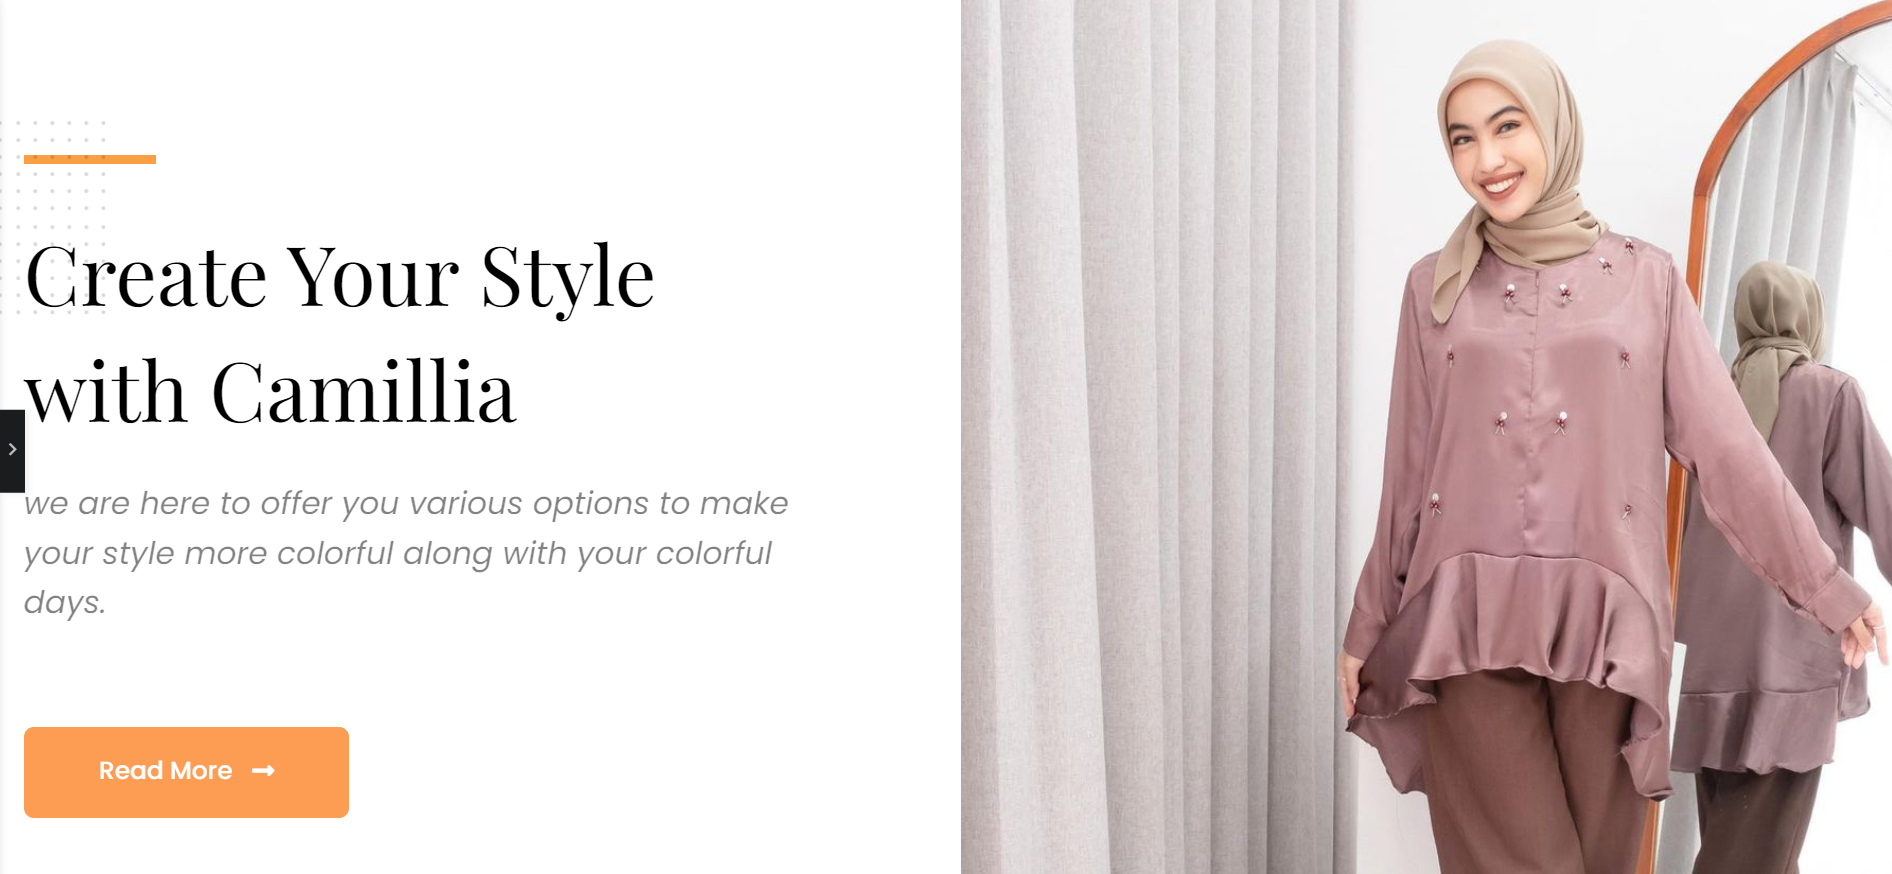 Create Your Style
with Camillia
we are here to offer you various options to make
your style more colorful along with your colorful
days.
Read More